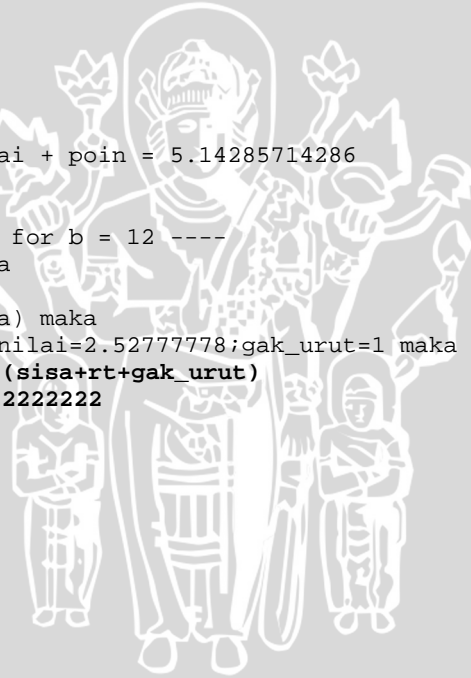 ai + poin = 5.14285714286
for b = 12 ----
a
a) maka
nilai=2.52777778;gak_urut=1 maka
(sisa+rt+gak_urut)
2222222